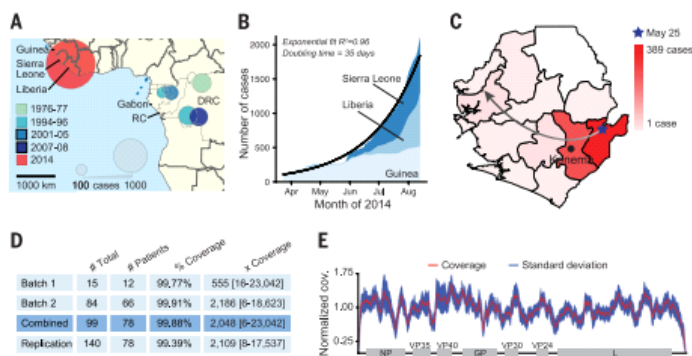 A
Guinea
Sierra
Leone
Liberia
Gabon
RC
DRC
1976-77
1994-96
2001-05
2007-08
2014
1000 km
100 cases 1000
B
Exponential fit R²=0.96
Doubling time = 35 days
Number of cases
2000
1500
1000
500
0
Sierra Leone
Liberia
Guinea
Apr May Jun Jul Aug
Month of 2014
C
May 25
389 cases
1 case
Kenema
D
# Total # Patients % Coverage x Coverage
Batch 1 15 12 99.77% 555 [16-23,042]
Batch 2 84 66 99.91% 2,186 [6-18,623]
Combined 99 78 99.88% 2,048 [6-23,042]
Replication 140 78 99.39% 2,109 [8-17,537]
E
Coverage Standard deviation
Normalized cov.
1.75
1.00
0.25
NP VP35 VP40 GP VP30 VP24 L